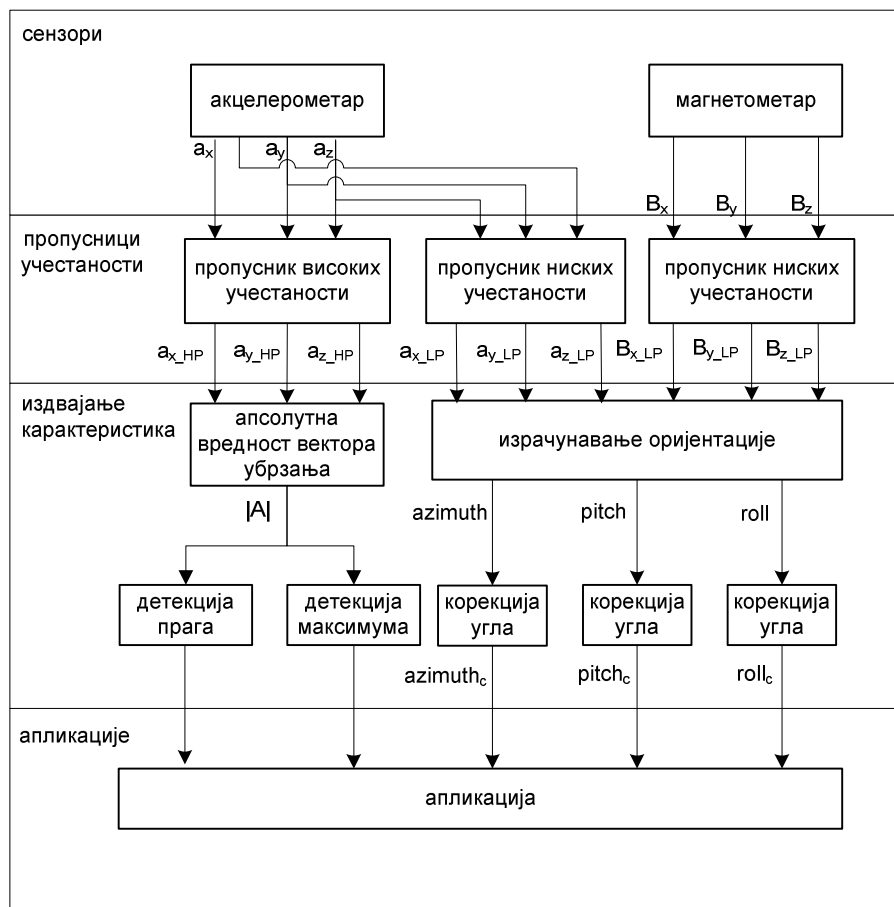 сензори
акцелерометар
магнетометар
a_x
a_y
a_z
B_x
B_y
B_z
пропусници
учестаности
пропусник високих
учестаности
пропусник ниских
учестаности
пропусник ниских
учестаности
a_x_HP
a_y_HP
a_z_HP
a_x_LP
a_y_LP
a_z_LP
B_x_LP
B_y_LP
B_z_LP
издвајање
карактеристика
апсолутна
вредност вектора
убрзања
израчунавање оријентације
|A|
azimuth
pitch
roll
детекција
прага
детекција
максимума
корекција
угла
корекција
угла
корекција
угла
azimuth_c
pitch_c
roll_c
апликације
апликација